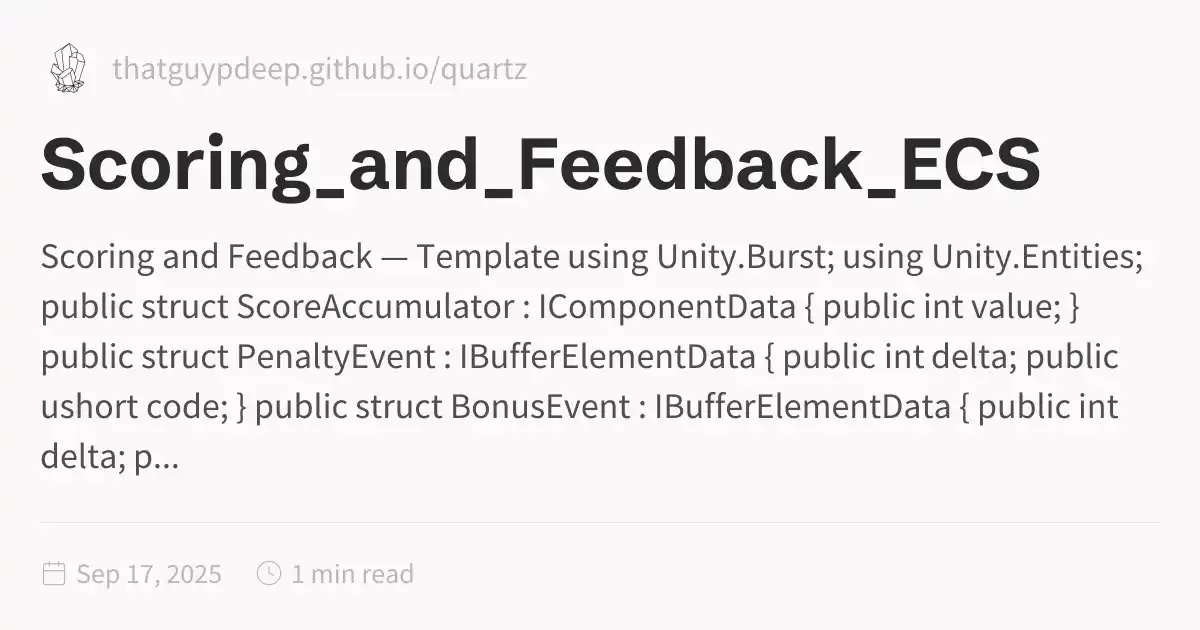 thatguypdeep.github.io/quartz
Scoring_and_Feedback_ECS
Scoring and Feedback — Template using Unity.Burst; using Unity.Entities;
public struct ScoreAccumulator : IComponentData { public int value; }
public struct PenaltyEvent : IBufferElementData { public int delta; public
ushort code; } public struct BonusEvent : IBufferElementData { public int
delta; p...
Sep 17, 2025 1 min read